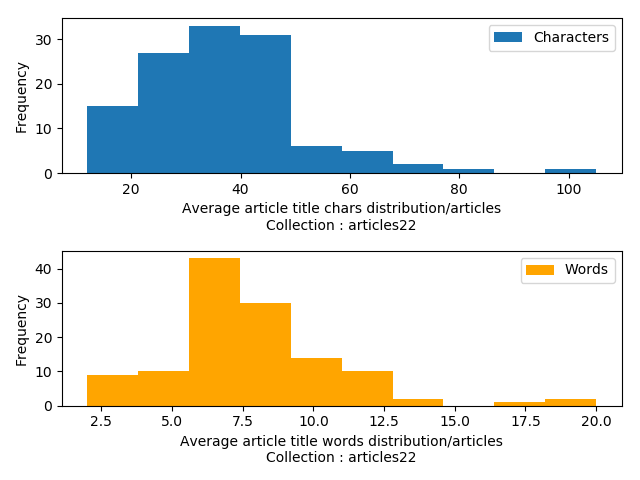 30
20
10
0
Frequency
Characters
20 40 60 80 100
Average article title chars distribution/articles
Collection : articles22
40
30
20
10
0
Frequency
Words
2.5 5.0 7.5 10.0 12.5 15.0 17.5 20.0
Average article title words distribution/articles
Collection : articles22